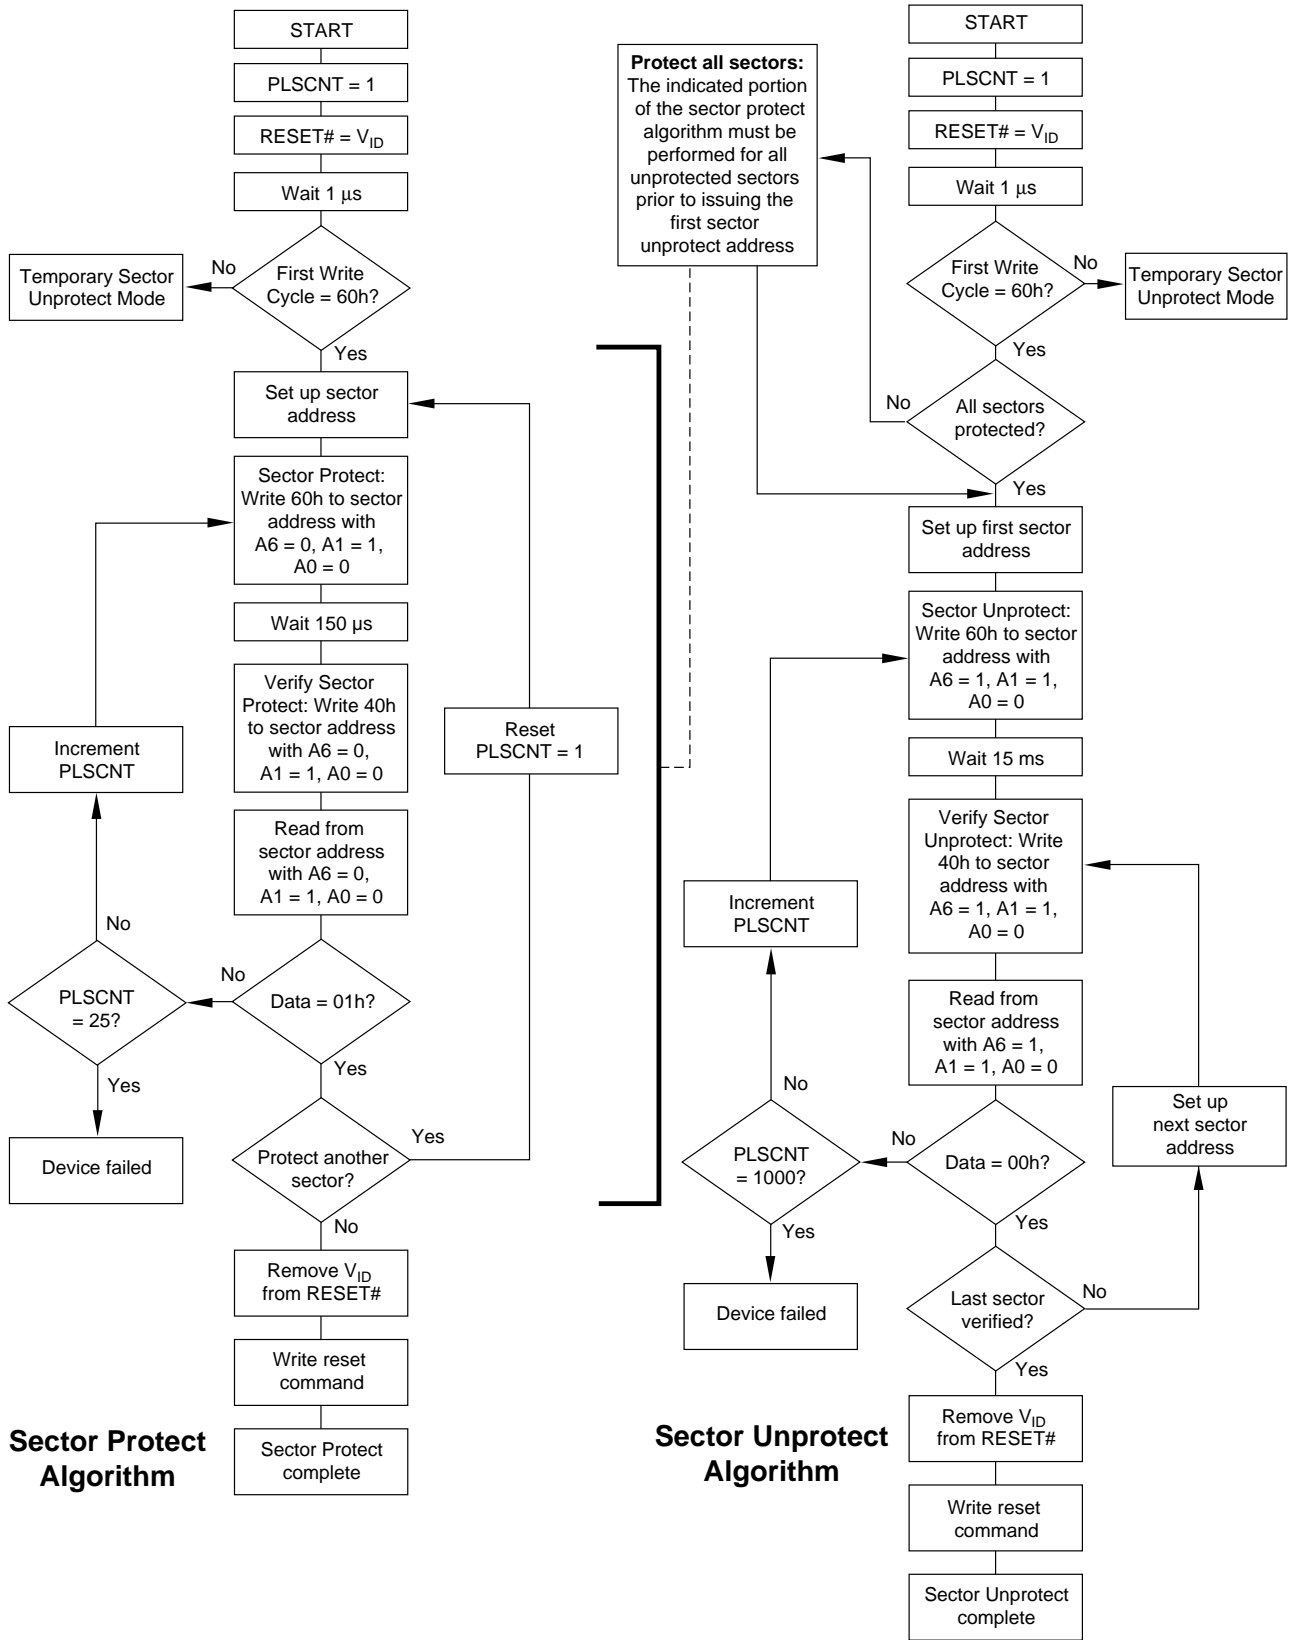 START
PLSCNT = 1
RESET# = VID
Wait 1 μs
First Write
Cycle = 60h?
No
Temporary Sector
Unprotect Mode
Yes
Set up sector
address
Sector Protect:
Write 60h to sector
address with
A6 = 0, A1 = 1,
A0 = 0
Wait 150 µs
Verify Sector
Protect: Write 40h
to sector address
with A6 = 0,
A1 = 1, A0 = 0
Reset
PLSCNT = 1
Increment
PLSCNT
Read from
sector address
with A6 = 0,
A1 = 1, A0 = 0
No
No
PLSCNT
= 25?
Data = 01h?
Yes
Yes
Device failed
Protect another
sector?
Yes
No
Remove VID
from RESET#
Write reset
command
Sector Protect
complete
Sector Protect
Algorithm
Protect all sectors:
The indicated portion
of the sector protect
algorithm must be
performed for all
unprotected sectors
prior to issuing the
first sector
unprotect address
START
PLSCNT = 1
RESET# = VID
Wait 1 μs
First Write
Cycle = 60h?
No
Temporary Sector
Unprotect Mode
Yes
No
All sectors
protected?
Yes
Set up first sector
address
Sector Unprotect:
Write 60h to sector
address with
A6 = 1, A1 = 1,
A0 = 0
Wait 15 ms
Verify Sector
Unprotect: Write
40h to sector
address with
A6 = 1, A1 = 1,
A0 = 0
Increment
PLSCNT
Read from
sector address
with A6 = 1,
A1 = 1, A0 = 0
No
No
PLSCNT
= 1000?
Data = 00h?
Set up
next sector
address
Yes
Yes
Device failed
Last sector
verified?
No
Yes
Remove VID
from RESET#
Write reset
command
Sector Unprotect
complete
Sector Unprotect
Algorithm